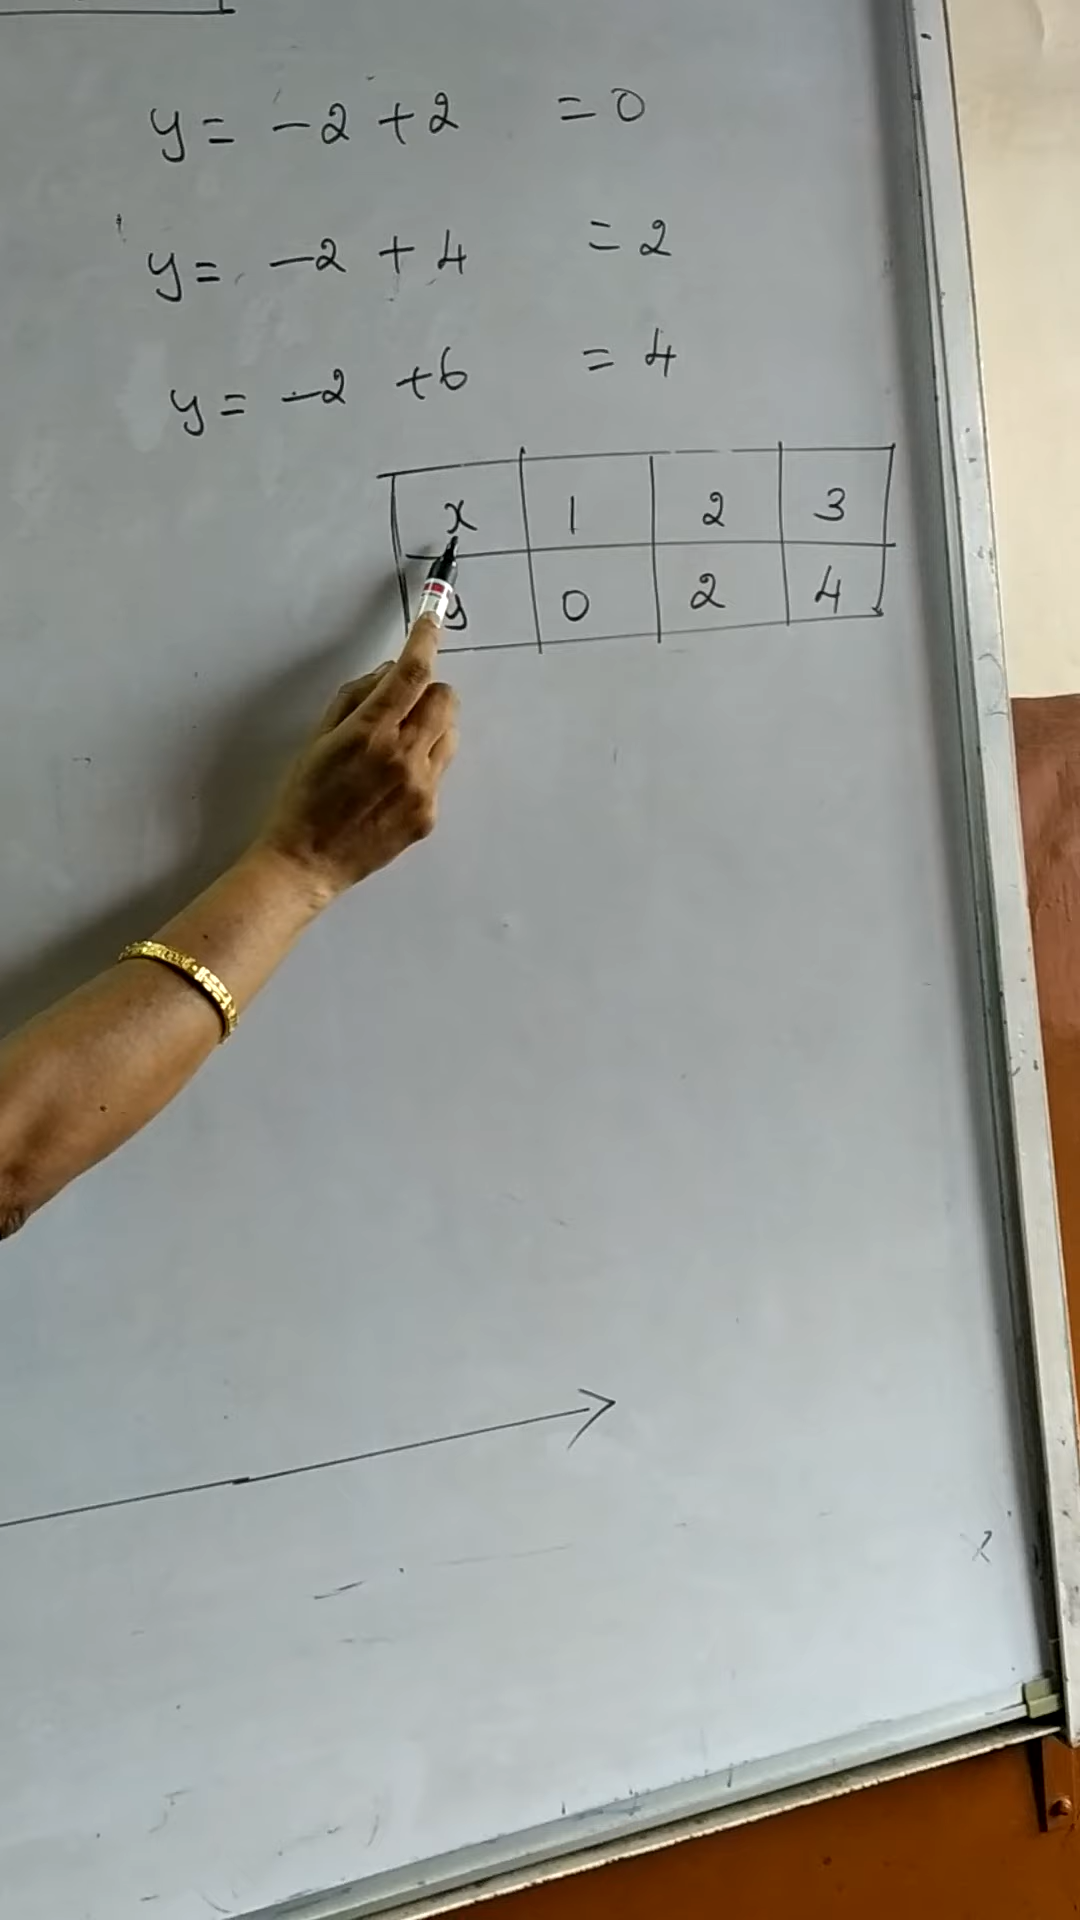 y = -2 + 2 = 0
y = -2 + 4 = 2
y = -2 + 6 = 4
x 1 2 3
y 0 2 4